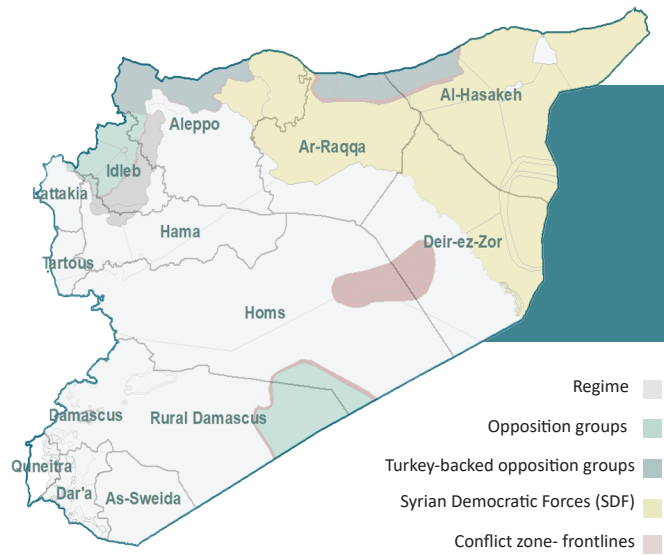 Al-Hasakeh
Aleppo
Ar-Raqqa
Idleb
Lattakia
Hama
Deir-ez-Zor
Tartous
Homs
Damascus
Rural Damascus
Quneitra
Dar'a
As-Sweida
Regime
Opposition groups
Turkey-backed opposition groups
Syrian Democratic Forces (SDF)
Conflict zone- frontlines